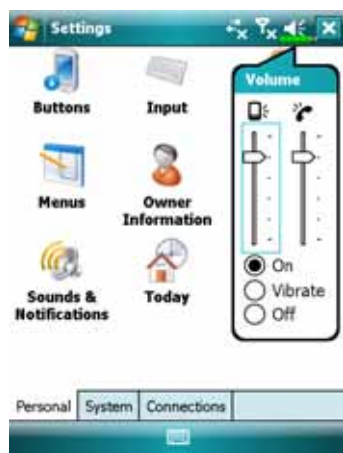 Settings
Volume
Buttons
Input
Menus
Owner
Information
On
Vibrate
Off
Sounds &
Notifications
Today
Personal
System
Connections